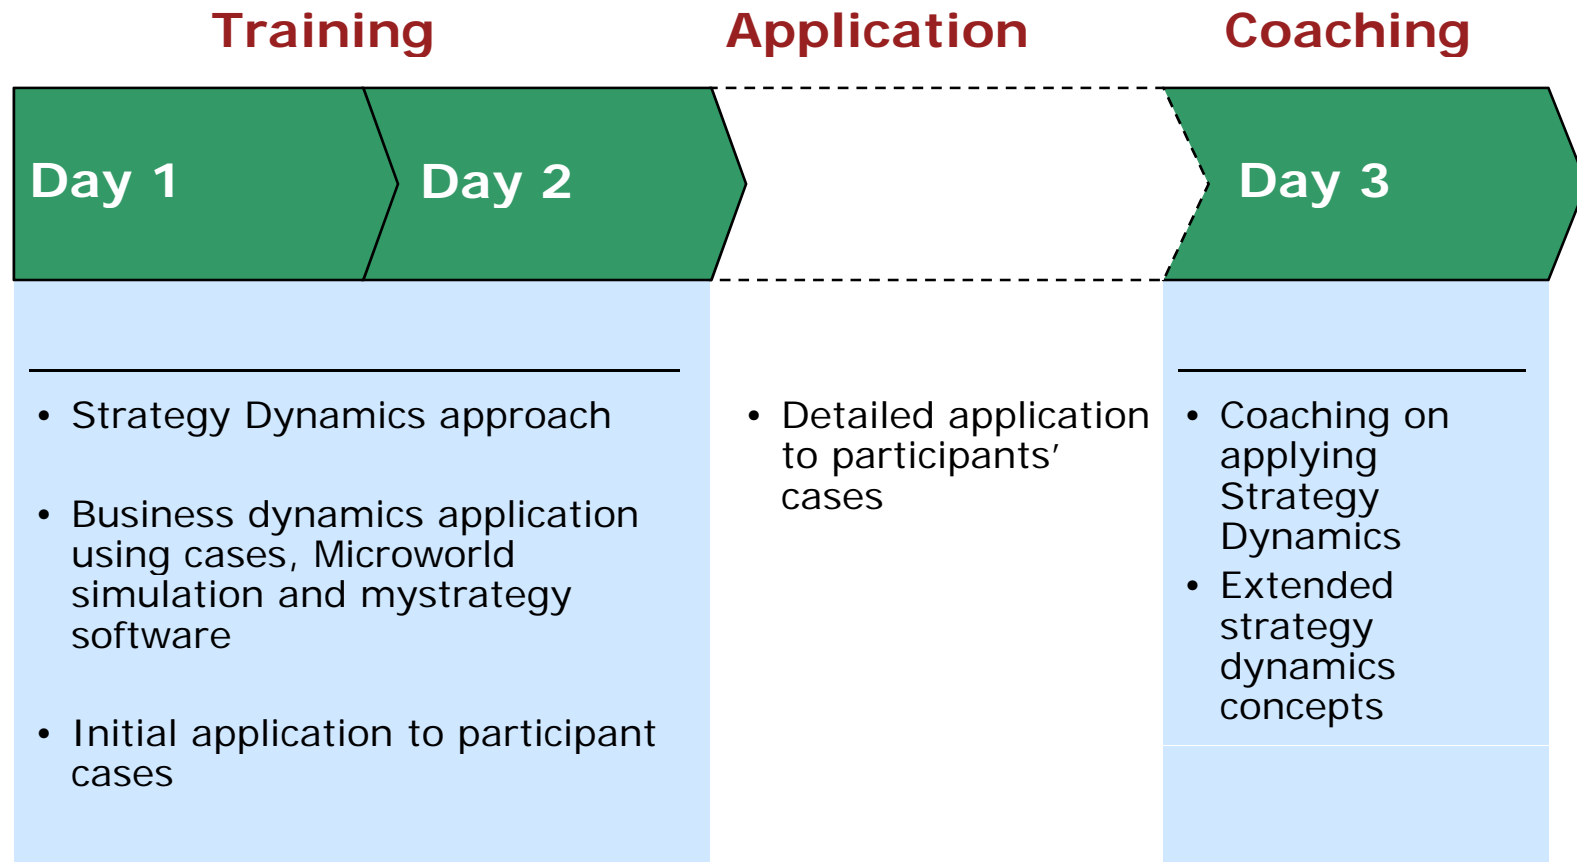 Training
Application
Coaching
Day 1
Day 2
Day 3
• Strategy Dynamics approach
• Business dynamics application
using cases, Microworld
simulation and mystrategy
software
• Initial application to participant
cases
• Detailed application
to participants’
cases
• Coaching on
applying
Strategy
Dynamics
• Extended
strategy
dynamics
concepts